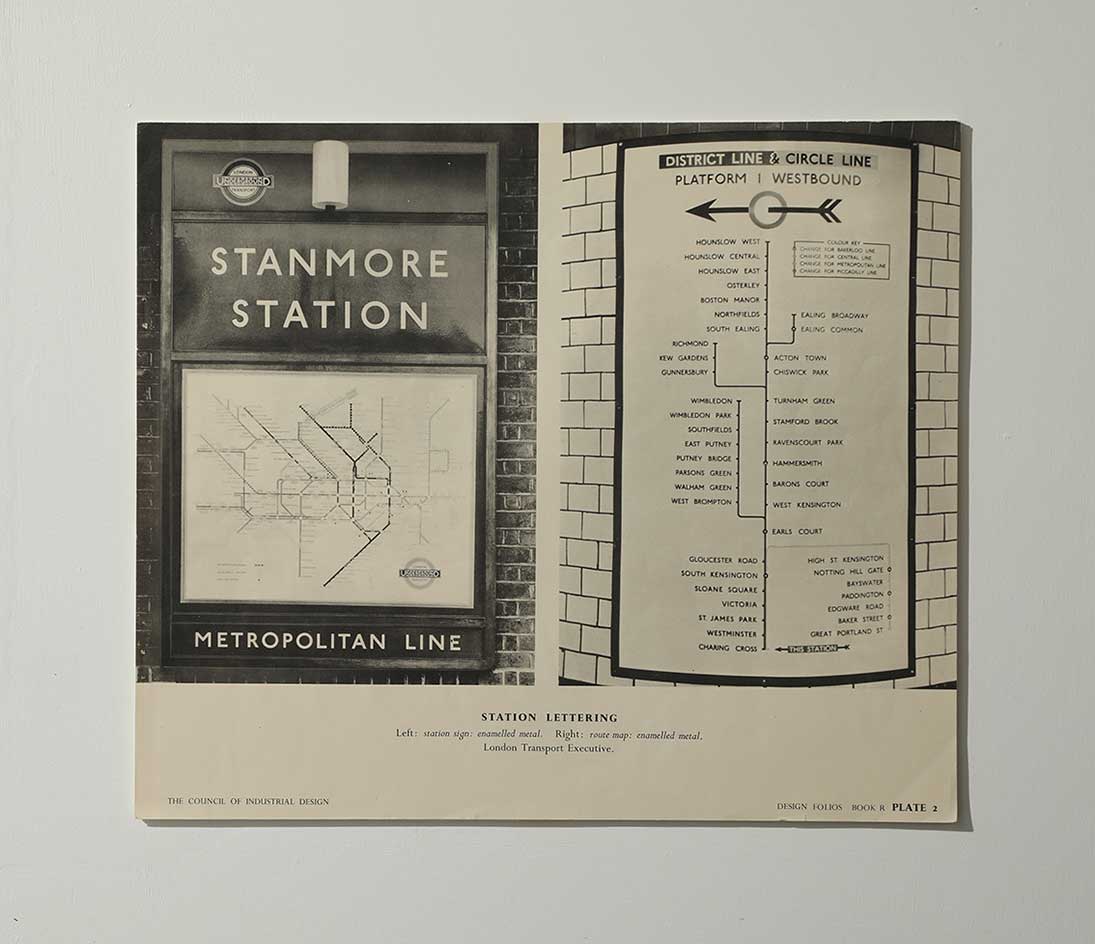 LONDON
UNDERGROUND
TRANSPORT
STANMORE
STATION
UNDERGROUND
METROPOLITAN LINE
DISTRICT LINE & CIRCLE LINE
PLATFORM 1 WESTBOUND
HOUNSLOW WEST
HOUNSLOW CENTRAL
HOUNSLOW EAST
OSTERLEY
BOSTON MANOR
NORTHFIELDS
SOUTH EALING
COLOUR KEY
CHANGE FOR BAKERLOO LINE
CHANGE FOR CENTRAL LINE
CHANGE FOR METROPOLITAN LINE
CHANGE FOR PICCADILLY LINE
EALING BROADWAY
EALING COMMON
RICHMOND
KEW GARDENS
GUNNERSBURY
ACTON TOWN
CHISWICK PARK
WIMBLEDON
WIMBLEDON PARK
SOUTHFIELDS
EAST PUTNEY
PUTNEY BRIDGE
PARSONS GREEN
WALHAM GREEN
WEST BROMPTON
TURNHAM GREEN
STAMFORD BROOK
RAVENSCOURT PARK
HAMMERSMITH
BARONS COURT
WEST KENSINGTON
EARLS COURT
GLOUCESTER ROAD
SOUTH KENSINGTON
SLOANE SQUARE
VICTORIA
ST. JAMES PARK
WESTMINSTER
CHARING CROSS
THIS STATION
HIGH ST KENSINGTON
NOTTING HILL GATE
BAYSWATER
PADDINGTON
EDGWARE ROAD
BAKER STREET
GREAT PORTLAND ST
STATION LETTERING
Left: station sign: enamelled metal. Right: route map: enamelled metal.
London Transport Executive.
THE COUNCIL OF INDUSTRIAL DESIGN
DESIGN FOLIOS BOOK R PLATE 2